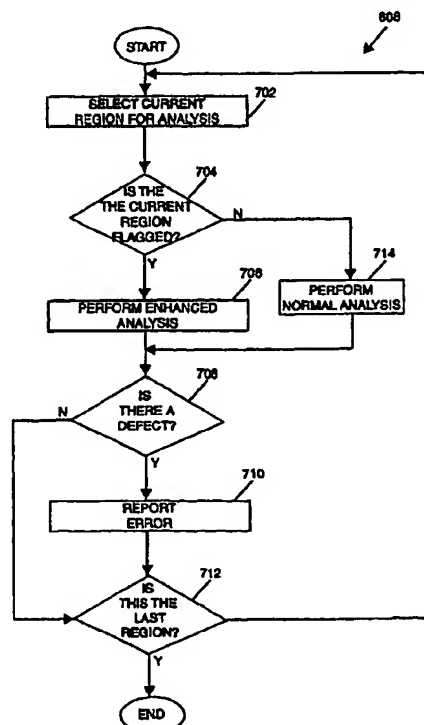 608
START
702
SELECT CURRENT
REGION FOR ANALYSIS
704
IS THE
THE CURRENT
REGION
FLAGGED?
N
Y
706
PERFORM ENHANCED
ANALYSIS
714
PERFORM
NORMAL ANALYSIS
708
IS
THERE A
DEFECT?
N
Y
710
REPORT
ERROR
712
IS
THIS THE
LAST
REGION?
Y
END